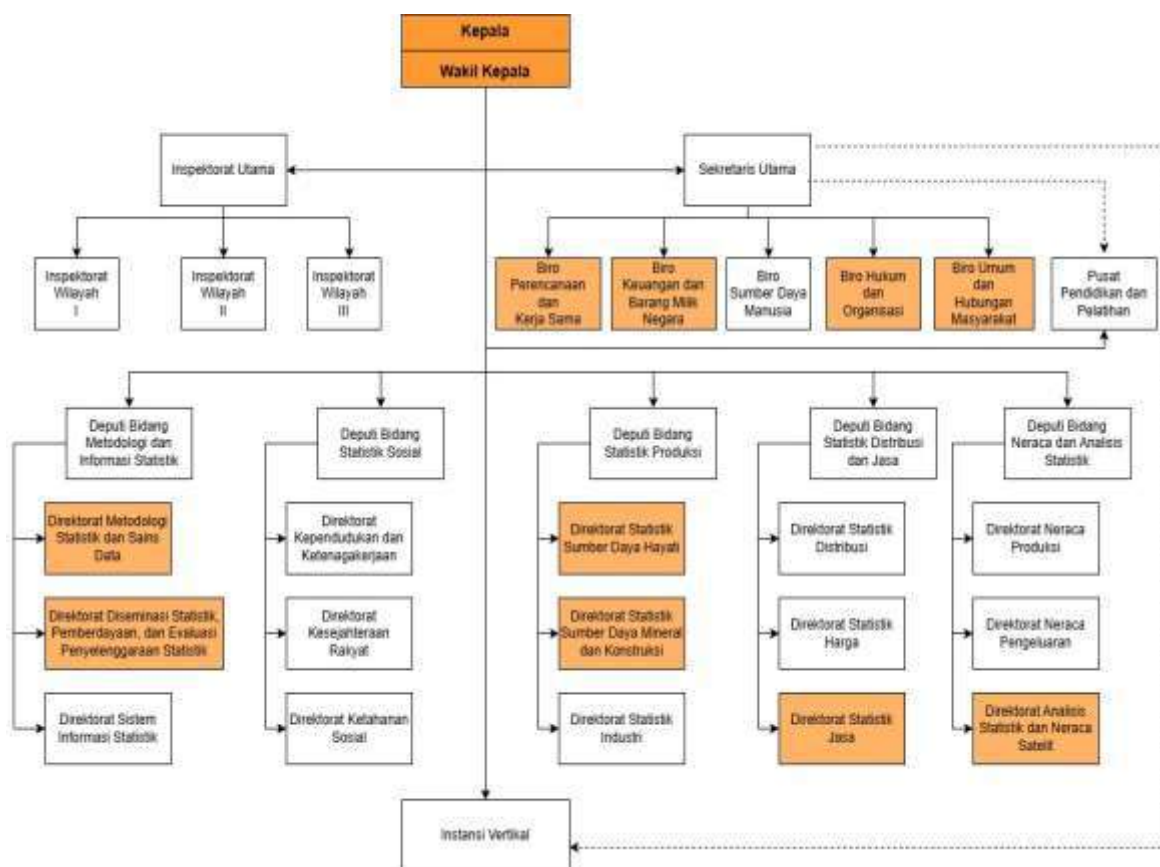 Kepala
Wakil Kepala
Inspektorat Utama
Sekretaris Utama
Inspektorat
Wilayah
I
Inspektorat
Wilayah
II
Inspektorat
Wilayah
III
Biro
Perencanaan
dan
Kerja Sama
Biro
Keuangan dan
Barang Milik
Negara
Biro
Sumber Daya
Manusia
Biro Hukum
dan
Organisasi
Biro Umum
dan
Hubungan
Masyarakat
Pusat
Pendidikan dan
Pelatihan
Deputi Bidang
Metodologi dan
Informasi Statistik
Deputi Bidang
Statistik Sosial
Deputi Bidang
Statistik Produksi
Deputi Bidang
Statistik Distribusi
dan Jasa
Deputi Bidang
Neraca dan Analisis
Statistik
Direktorat Metodologi
Statistik dan Sains
Data
Direktorat
Kependudukan dan
Ketenagakerjaan
Direktorat Statistik
Sumber Daya Hayati
Direktorat Statistik
Distribusi
Direktorat Neraca
Produksi
Direktorat Diseminasi Statistik,
Pemberdayaan, dan Evaluasi
Penyelenggaraan Statistik
Direktorat
Kesejahteraan
Rakyat
Direktorat Statistik
Sumber Daya Mineral
dan Konstruksi
Direktorat Statistik
Harga
Direktorat Neraca
Pengeluaran
Direktorat Sistem
Informasi Statistik
Direktorat Ketahanan
Sosial
Direktorat Statistik
Industri
Direktorat Statistik
Jasa
Direktorat Analisis
Statistik dan Neraca
Satelit
Instansi Vertikal